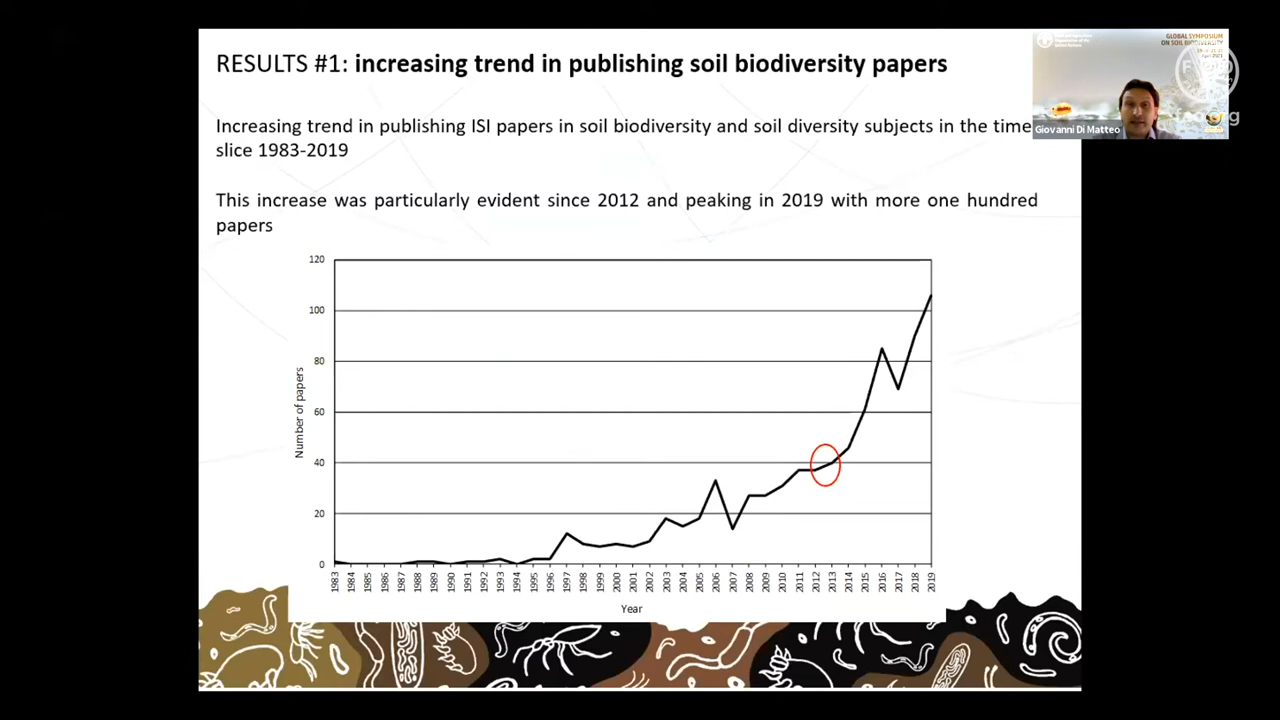 RESULTS #1: increasing trend in publishing soil biodiversity papers
Increasing trend in publishing ISI papers in soil biodiversity and soil diversity subjects in the time
slice 1983-2019
This increase was particularly evident since 2012 and peaking in 2019 with more one hundred
papers
120
100
80
60
40
20
0
Number of papers
1983 1984 1985 1986 1987 1988 1989 1990 1991 1992 1993 1994 1995 1996 1997 1998 1999 2000 2001 2002 2003 2004 2005 2006 2007 2008 2009 2010 2011 2012 2013 2014 2015 2016 2017 2018 2019
Year
GLOBAL SYMPOSIUM
ON SOIL BIODIVERSITY
Giovanni Di Matteo